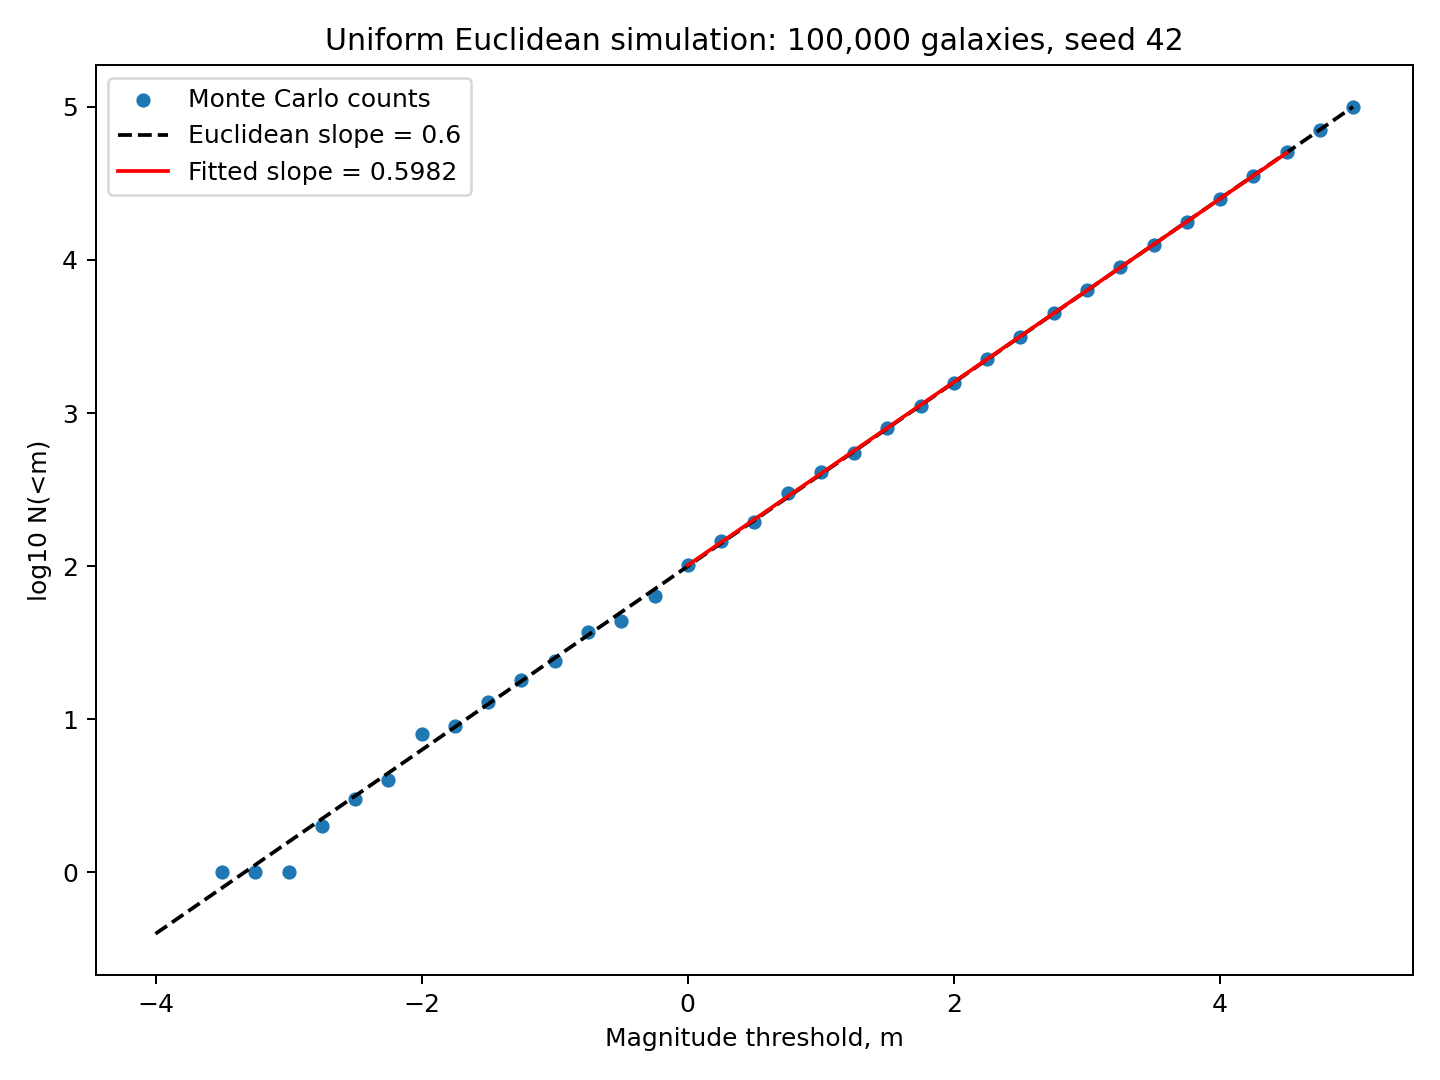 Uniform Euclidean simulation: 100,000 galaxies, seed 42
Monte Carlo counts
Euclidean slope = 0.6
Fitted slope = 0.5982
log10 N(<m)
5
4
3
2
1
0
−4
−2
0
2
4
Magnitude threshold, m